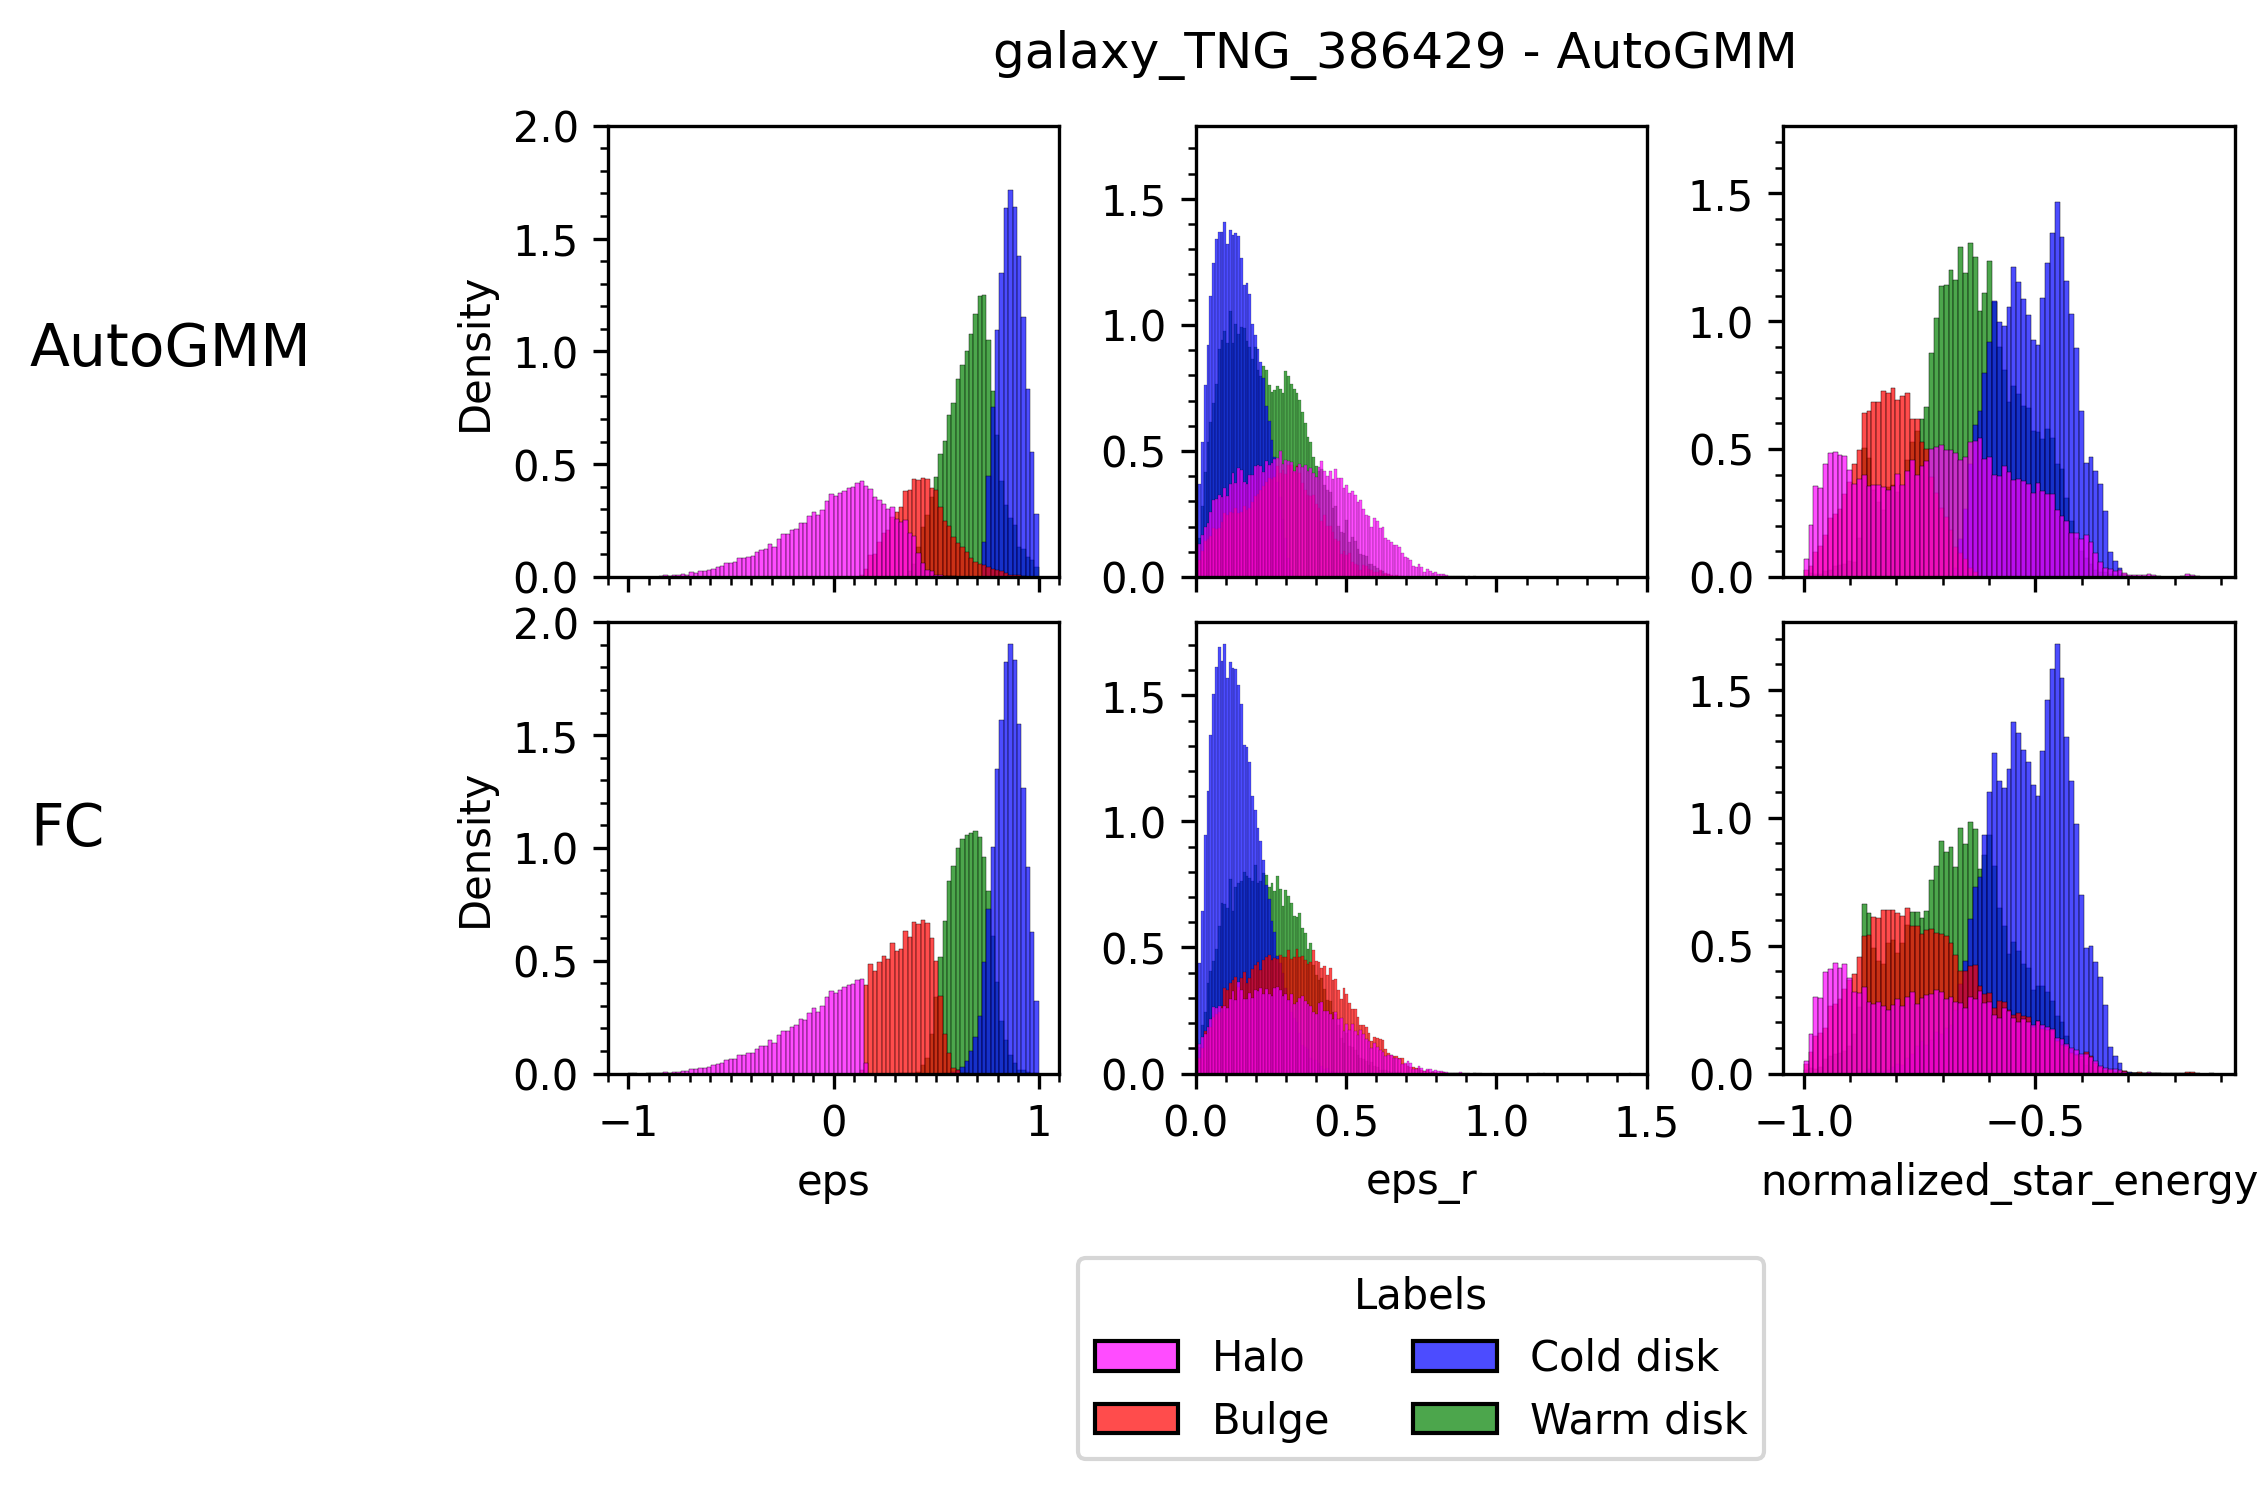 galaxy_TNG_386429 - AutoGMM
AutoGMM
Density
2.0
1.5
1.0
0.5
0.0
1.5
1.0
0.5
0.0
1.5
1.0
0.5
0.0
FC
Density
2.0
1.5
1.0
0.5
0.0
1.5
1.0
0.5
0.0
1.5
1.0
0.5
0.0
−1 0 1
0.0 0.5 1.0 1.5
−1.0 −0.5
eps
eps_r
normalized_star_energy
Labels
Halo
Bulge
Cold disk
Warm disk